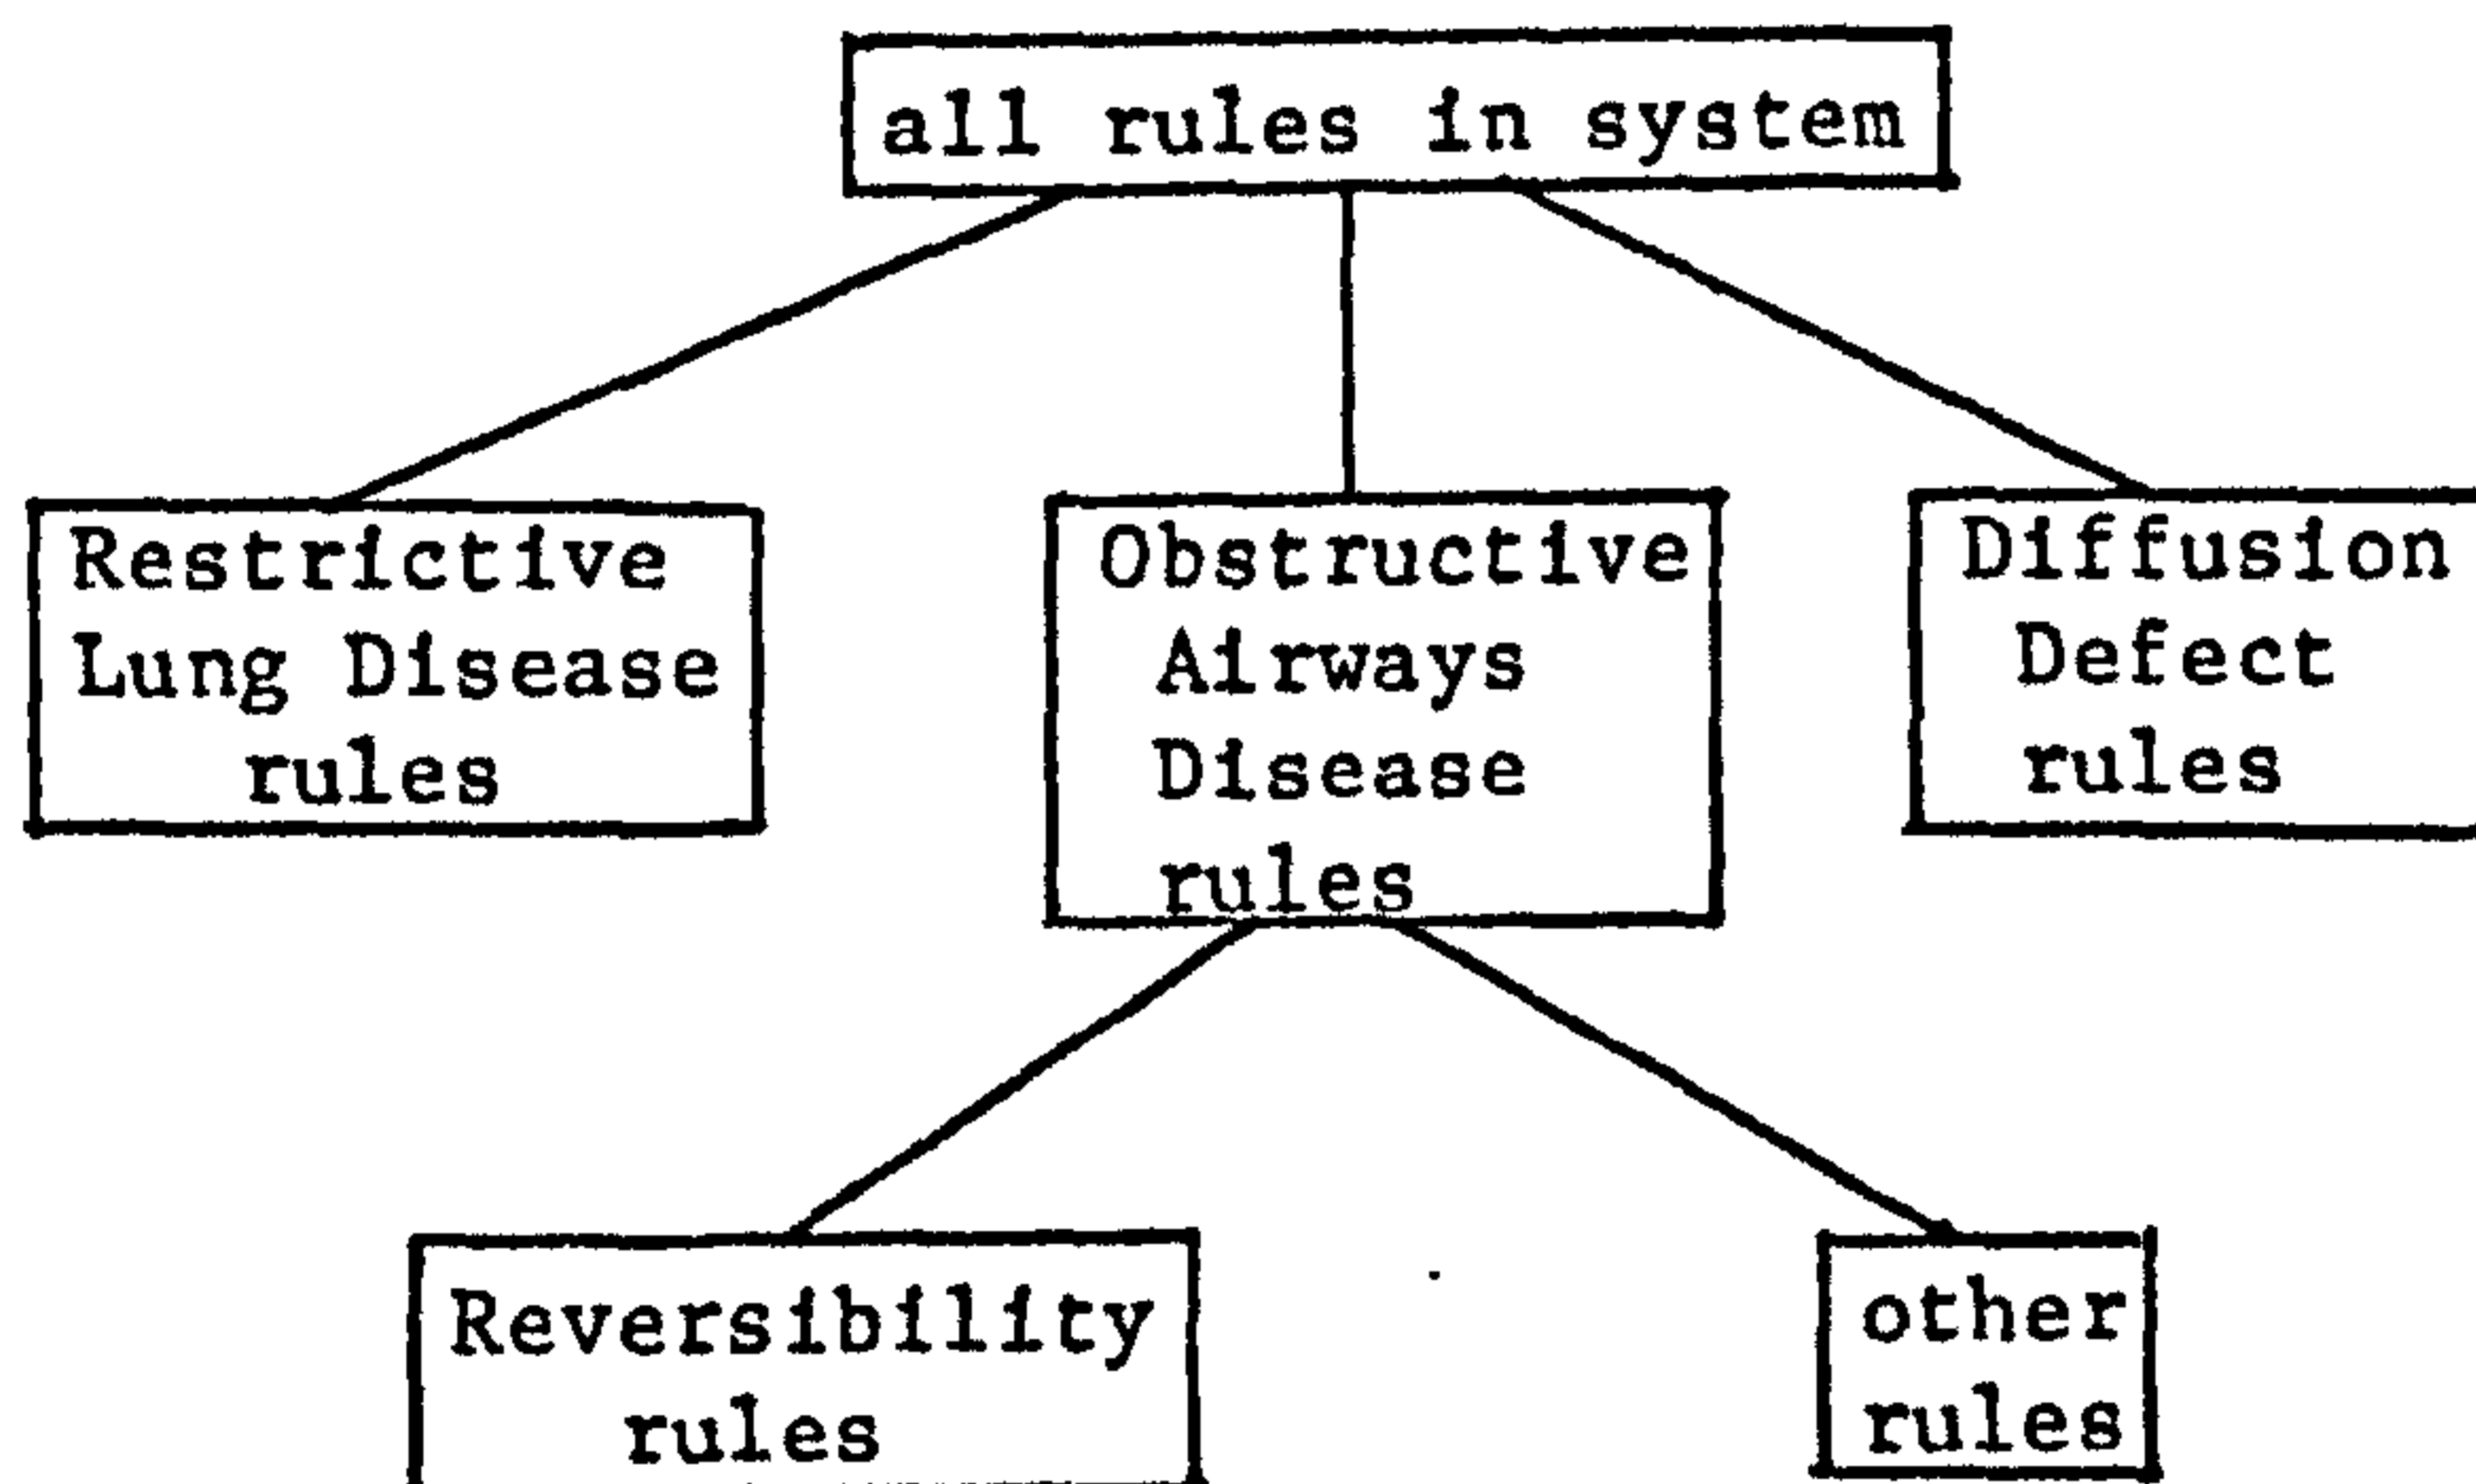 all rules in system
Restrictive
Lung Disease
rules
Obstructive
Airways
Disease
rules
Diffusion
Defect
rules
Reversibility
rules
other
rules